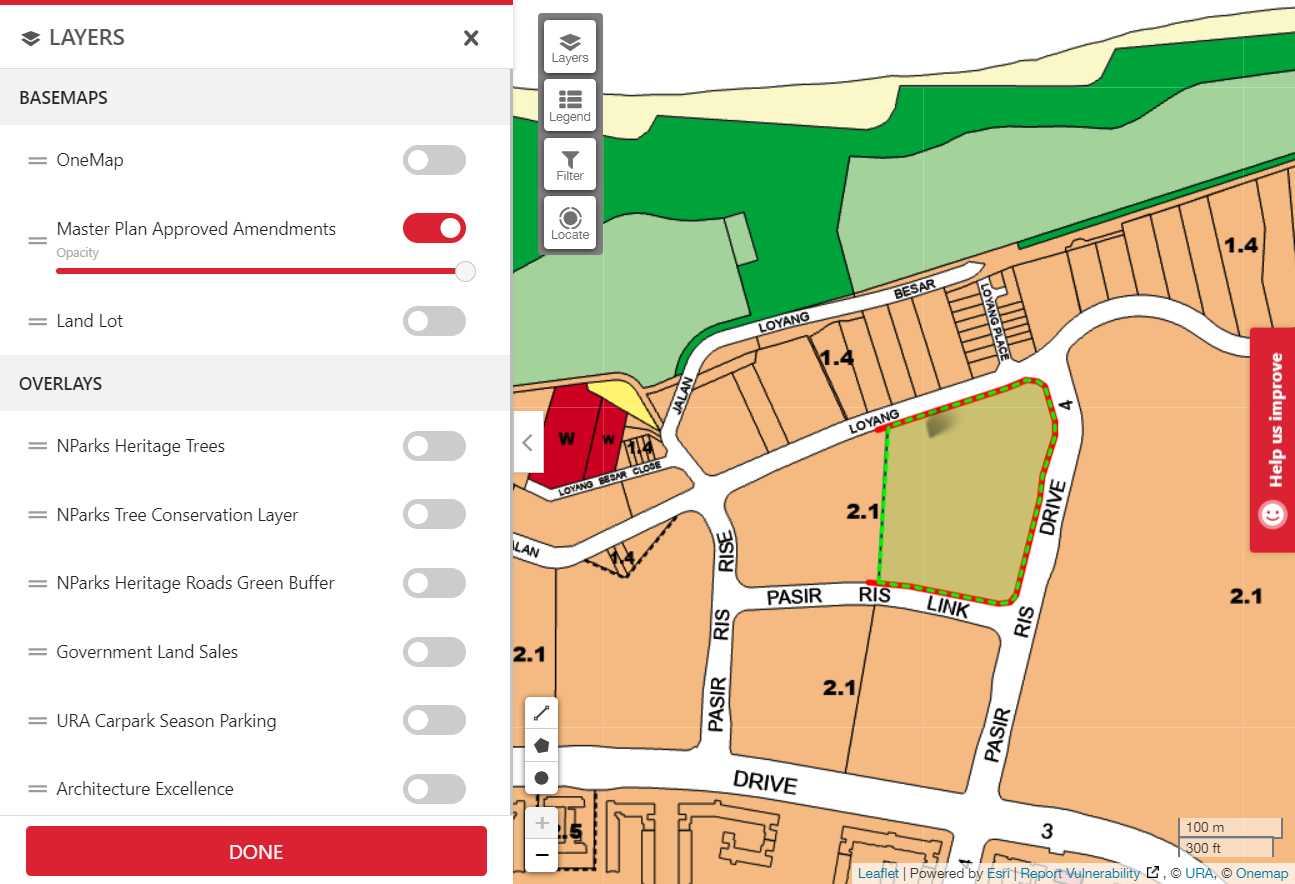 LAYERS
BASEMAPS
OneMap
Master Plan Approved Amendments
Opacity
Land Lot
OVERLAYS
NParks Heritage Trees
NParks Tree Conservation Layer
NParks Heritage Roads Green Buffer
Government Land Sales
URA Carpark Season Parking
Architecture Excellence
DONE
Layers
Legend
Filter
Locate
1.4
BESAR
LOYANG
LOYANG PLACE
1.4
JALAN
LOYANG
4
W
W
1.4
LOYANG BESAR CLOSE
Help us improve
2.1
DRIVE
ALAN
1.4
RISE
PASIR RIS LINK
2.1
RIS
RIS
2.1
2.1
PASIR
PASIR
DRIVE
2.5
3
4
100 m
300 ft
Leaflet | Powered by Esri | Report Vulnerability , © URA, © Onemap